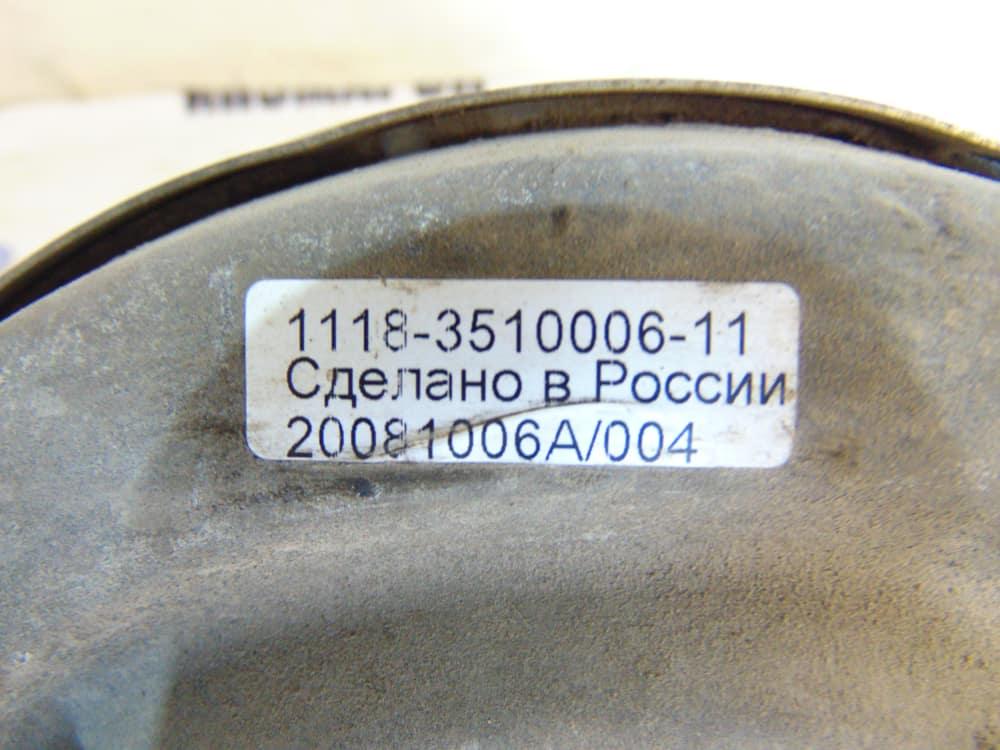 1118-3510006-11
Сделано в России
20081006A/004